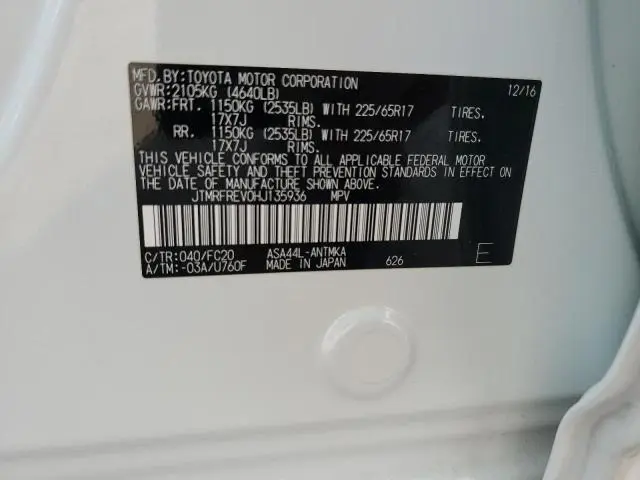 MFD. BY: TOYOTA MOTOR CORPORATION 12/16
GVWR: 2105KG (4640LB)
GAWR: FRT. 1150KG (2535LB) WITH 225/65R17 TIRES.
17X7J RIMS.
RR. 1150KG (2535LB) WITH 225/65R17 TIRES.
17X7J RIMS.
THIS VEHICLE CONFORMS TO ALL APPLICABLE FEDERAL MOTOR
VEHICLE SAFETY AND THEFT PREVENTION STANDARDS IN EFFECT ON
THE DATE OF MANUFACTURE SHOWN ABOVE.
JTMRFREV0HJ135936 MPV
C/TR: 040/FC20 ASA44L-ANTMKA
A/TM: -03A/U760F MADE IN JAPAN 626 E